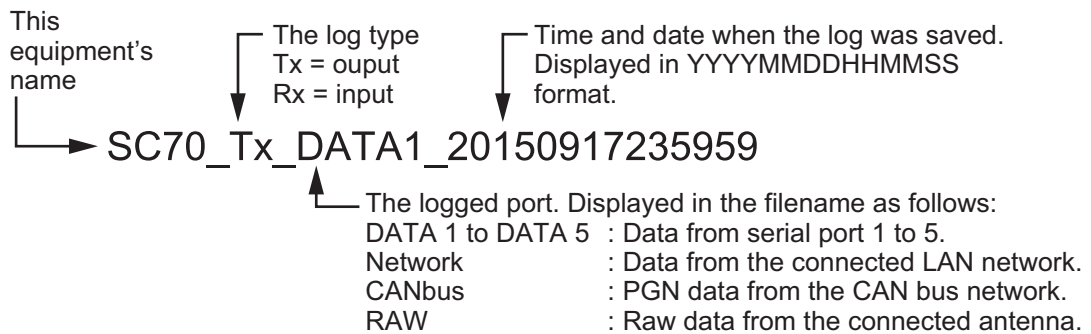 This
equipment's
name
The log type
Tx = ouput
Rx = input
Time and date when the log was saved.
Displayed in YYYYMMDDHHMMSS
format.
SC70_Tx_DATA1_20150917235959
The logged port. Displayed in the filename as follows:
DATA 1 to DATA 5 : Data from serial port 1 to 5.
Network : Data from the connected LAN network.
CANbus : PGN data from the CAN bus network.
RAW : Raw data from the connected antenna.